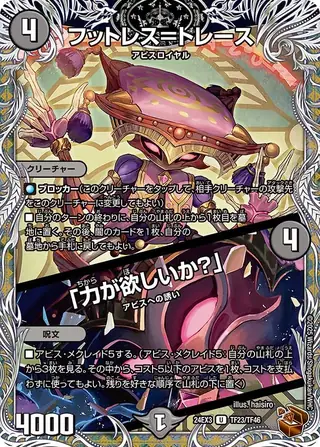 4
フットレス=トレース
アビスロイヤル
クリーチャー
ブロッカー(このクリーチャーをタップして、相手クリーチャーの攻撃先
をこのクリーチャーに変更してもよい)
■自分のターンの終わりに、自分の山札の上から1枚目を墓
地に置く。その後、闇のカードを1枚、自分の
墓地から手札に戻してもよい。
4
「力が欲しいか?」
ちから ほ
アビスへの誘い
呪文
■アビス・メクレイド5する。(アビス・メクレイド5:自分の山札の上
から3枚を見る。その中から、コスト5以下のアビスを1枚、コストを支
払わずに使ってもよい。残りを好きな順序で山札の下に置く)
illus. haisiro
4000
1
24EX3 U TF23/TF46